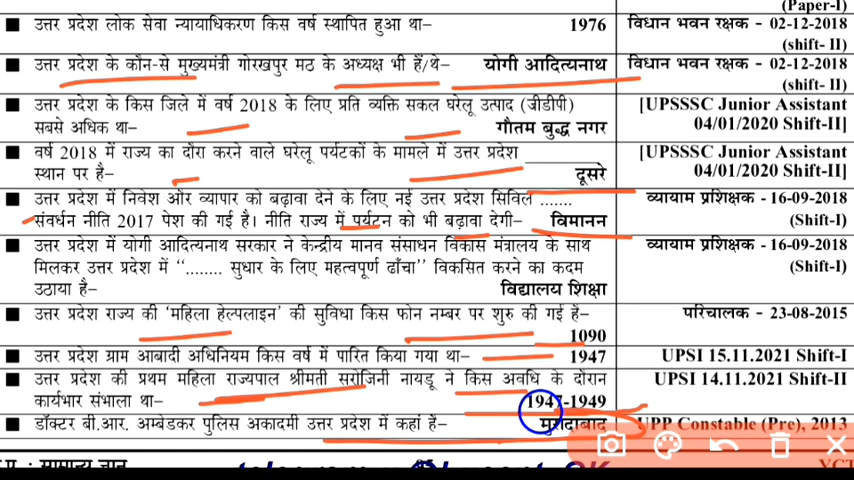 (Paper-I)
उत्तर प्रदेश लोक सेवा न्यायाधिकरण किस वर्ष स्थापित हुआ था– 1976 विधान भवन रक्षक - 02-12-2018
(shift- II)
उत्तर प्रदेश के कौन-से मुख्यमंत्री गोरखपुर मठ के अध्यक्ष भी हैं/थे– योगी आदित्यनाथ विधान भवन रक्षक - 02-12-2018
(shift- II)
उत्तर प्रदेश के किस जिले में वर्ष 2018 के लिए प्रति व्यक्ति सकल घरेलू उत्पाद (जीडीपी) [UPSSSC Junior Assistant
सबसे अधिक था– गौतम बुद्ध नगर 04/01/2020 Shift-II]
वर्ष 2018 में राज्य का दौरा करने वाले घरेलू पर्यटकों के मामले में उत्तर प्रदेश [UPSSSC Junior Assistant
स्थान पर है– दूसरे 04/01/2020 Shift-II]
उत्तर प्रदेश में निवेश और व्यापार को बढ़ावा देने के लिए नई उत्तर प्रदेश सिविल ....... व्यायाम प्रशिक्षक - 16-09-2018
संवर्धन नीति 2017 पेश की गई है। नीति राज्य में पर्यटन को भी बढ़ावा देगी– विमानन (Shift-I)
उत्तर प्रदेश में योगी आदित्यनाथ सरकार ने केन्द्रीय मानव संसाधन विकास मंत्रालय के साथ व्यायाम प्रशिक्षक - 16-09-2018
मिलकर उत्तर प्रदेश में “........ सुधार के लिए महत्वपूर्ण ढाँचा” विकसित करने का कदम (Shift-I)
उठाया है– विद्यालय शिक्षा
उत्तर प्रदेश राज्य की ‘महिला हेल्पलाइन’ की सुविधा किस फोन नम्बर पर शुरु की गई है– परिचालक - 23-08-2015
1090
उत्तर प्रदेश ग्राम आबादी अधिनियम किस वर्ष में पारित किया गया था– 1947 UPSI 15.11.2021 Shift-I
उत्तर प्रदेश की प्रथम महिला राज्यपाल श्रीमती सरोजिनी नायडू ने किस अवधि के दौरान UPSI 14.11.2021 Shift-II
कार्यभार संभाला था– 1947-1949
डॉक्टर बी.आर. अम्बेडकर पुलिस अकादमी उत्तर प्रदेश में कहां है– मुरादाबाद UPP Constable (Pre), 2013
YCT